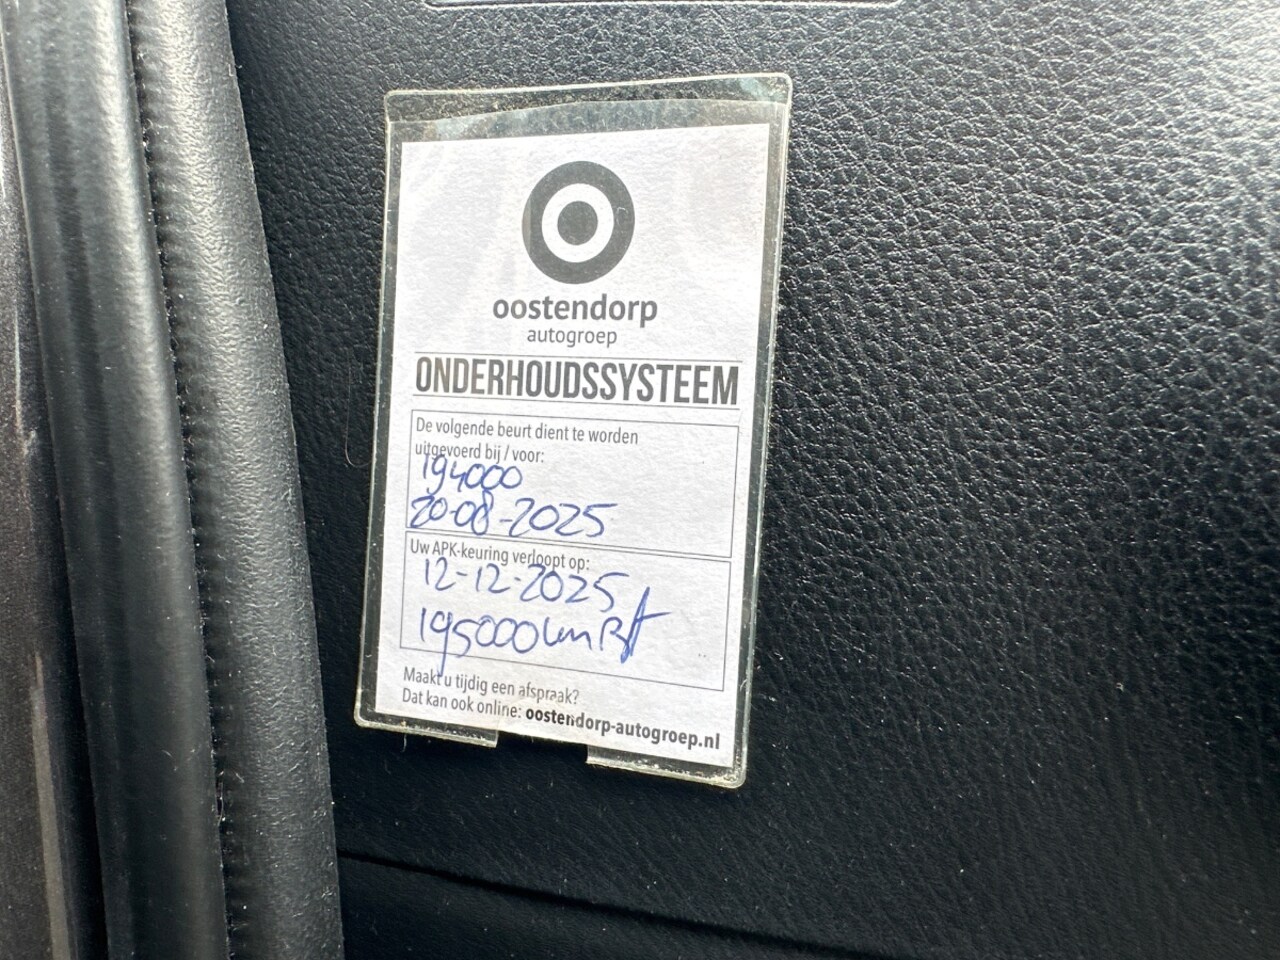 oostendorp
autogroep
ONDERHOUDSSYSTEEM
De volgende beurt dient te worden
uitgevoerd bij / voor:
194000
20-08-2025
Uw APK-keuring verloopt op:
12-12-2025
195000km
Maakt u tijdig een afspraak?
Dat kan ook online: oostendorp-autogroep.nl